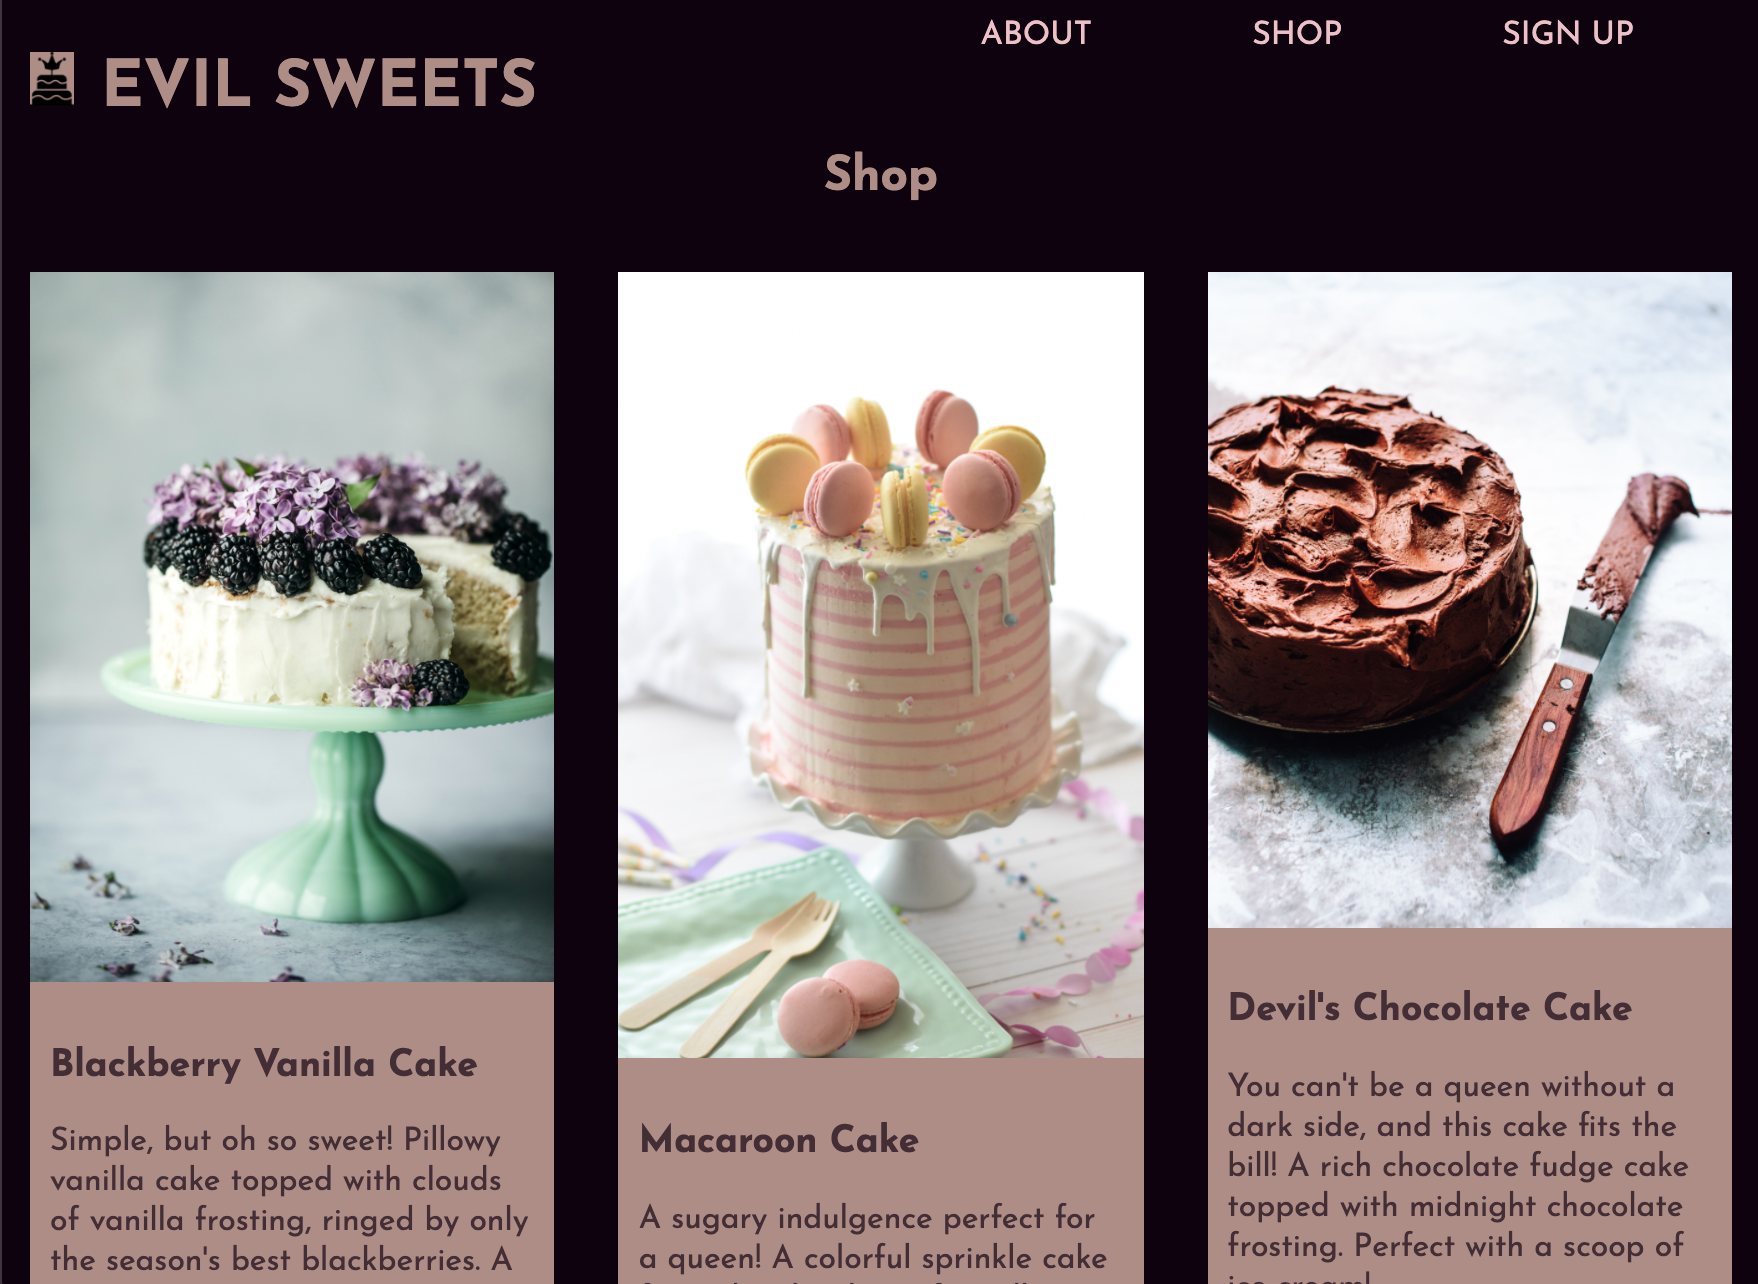 ABOUT SHOP SIGN UP
EVIL SWEETS
Shop
Blackberry Vanilla Cake
Simple, but oh so sweet! Pillowy
vanilla cake topped with clouds
of vanilla frosting, ringed by only
the season's best blackberries. A
Macaroon Cake
A sugary indulgence perfect for
a queen! A colorful sprinkle cake
Devil's Chocolate Cake
You can't be a queen without a
dark side, and this cake fits the
bill! A rich chocolate fudge cake
topped with midnight chocolate
frosting. Perfect with a scoop of
ice cream!